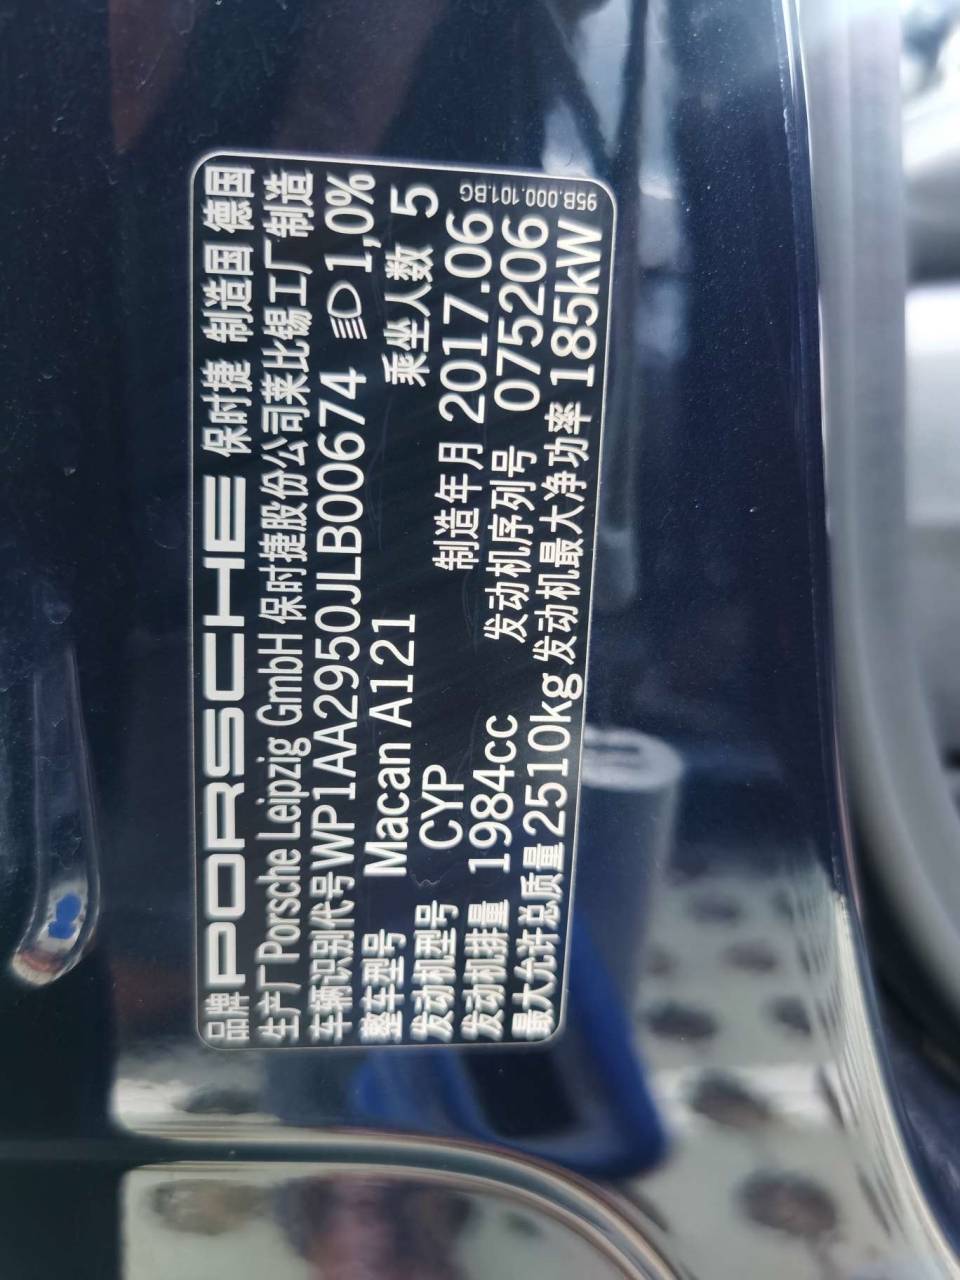 品牌 PORSCHE 保时捷 制造国 德国
生产厂 Porsche Leipzig GmbH 保时捷股份公司莱比锡工厂制造
车辆识别代号 WP1AA2950JLB00674 1,0%
整车型号 Macan A121 乘坐人数 5
发动机型号 CYP 制造年月 2017.06
发动机排量 1984cc 发动机序列号 075206
最大允许总质量 2510kg 发动机最大净功率 185kW
95B.000.101.BG